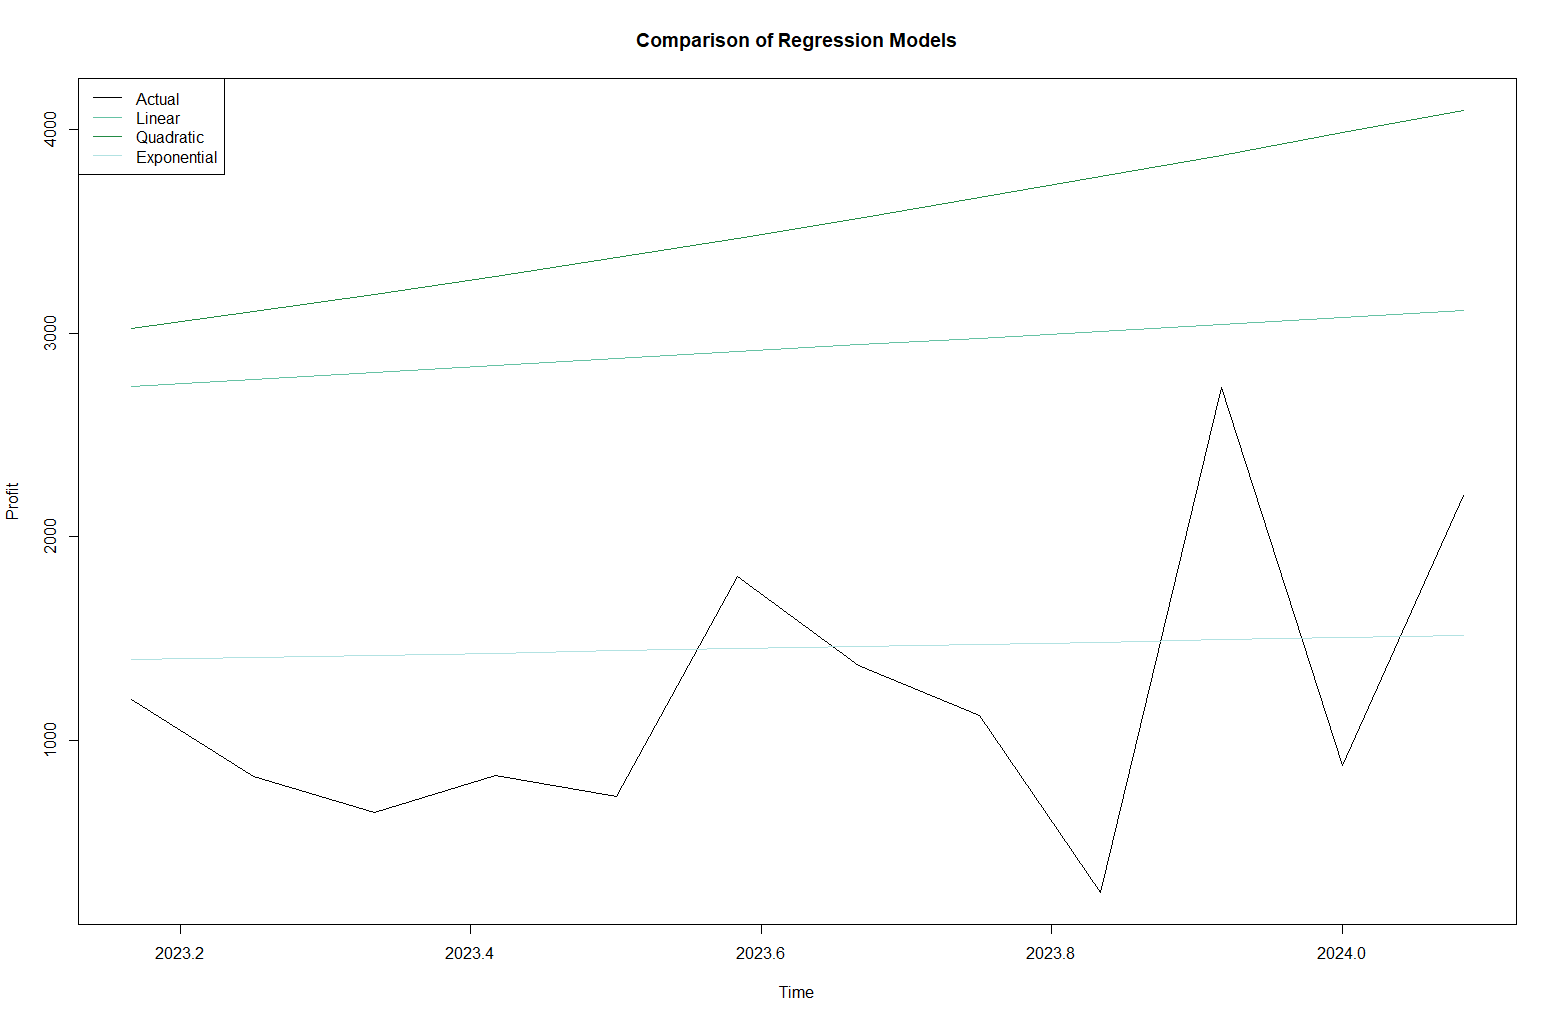 Comparison of Regression Models
Actual
Linear
Quadratic
Exponential
4000
3000
2000
1000
Profit
2023.2 2023.4 2023.6 2023.8 2024.0
Time